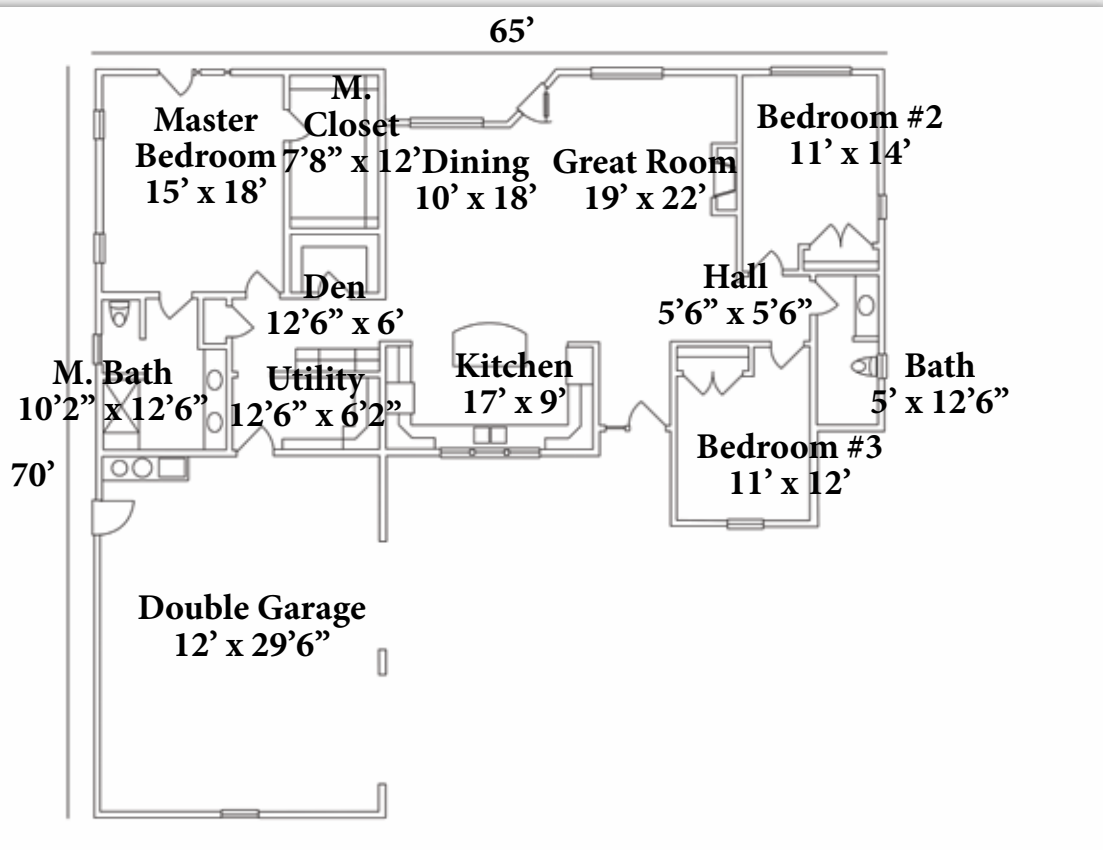 65’
M.
Closet
7’8” x 12’
Master
Bedroom
15’ x 18’
Dining
10’ x 18’
Great Room
19’ x 22’
Bedroom #2
11’ x 14’
Den
12’6” x 6’
Hall
5’6” x 5’6”
M. Bath
10’2” x 12’6”
Utility
12’6” x 6’2”
Kitchen
17’ x 9’
Bath
5’ x 12’6”
Bedroom #3
11’ x 12’
70’
Double Garage
12’ x 29’6”